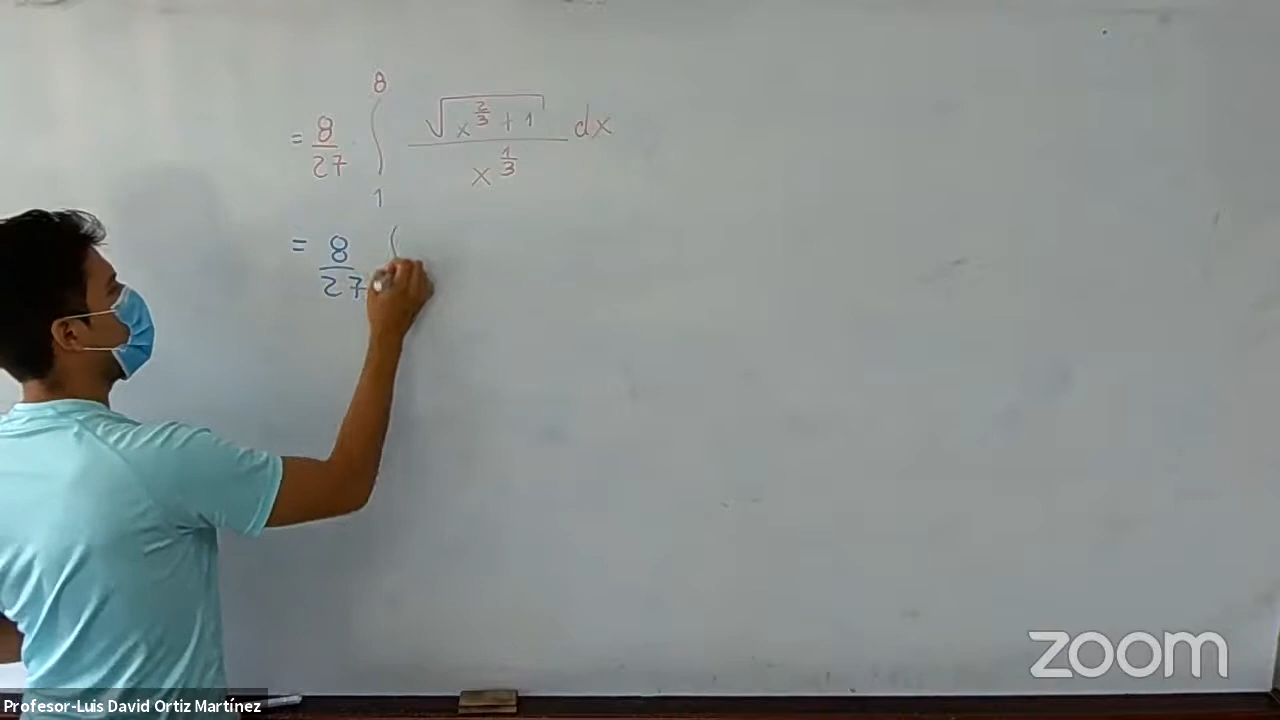 = 8/27 ∫₁⁸ √(x^(2/3) + 1) / x^(1/3) dx
= 8/27 ∫
zoom
Profesor-Luis David Ortiz Martínez